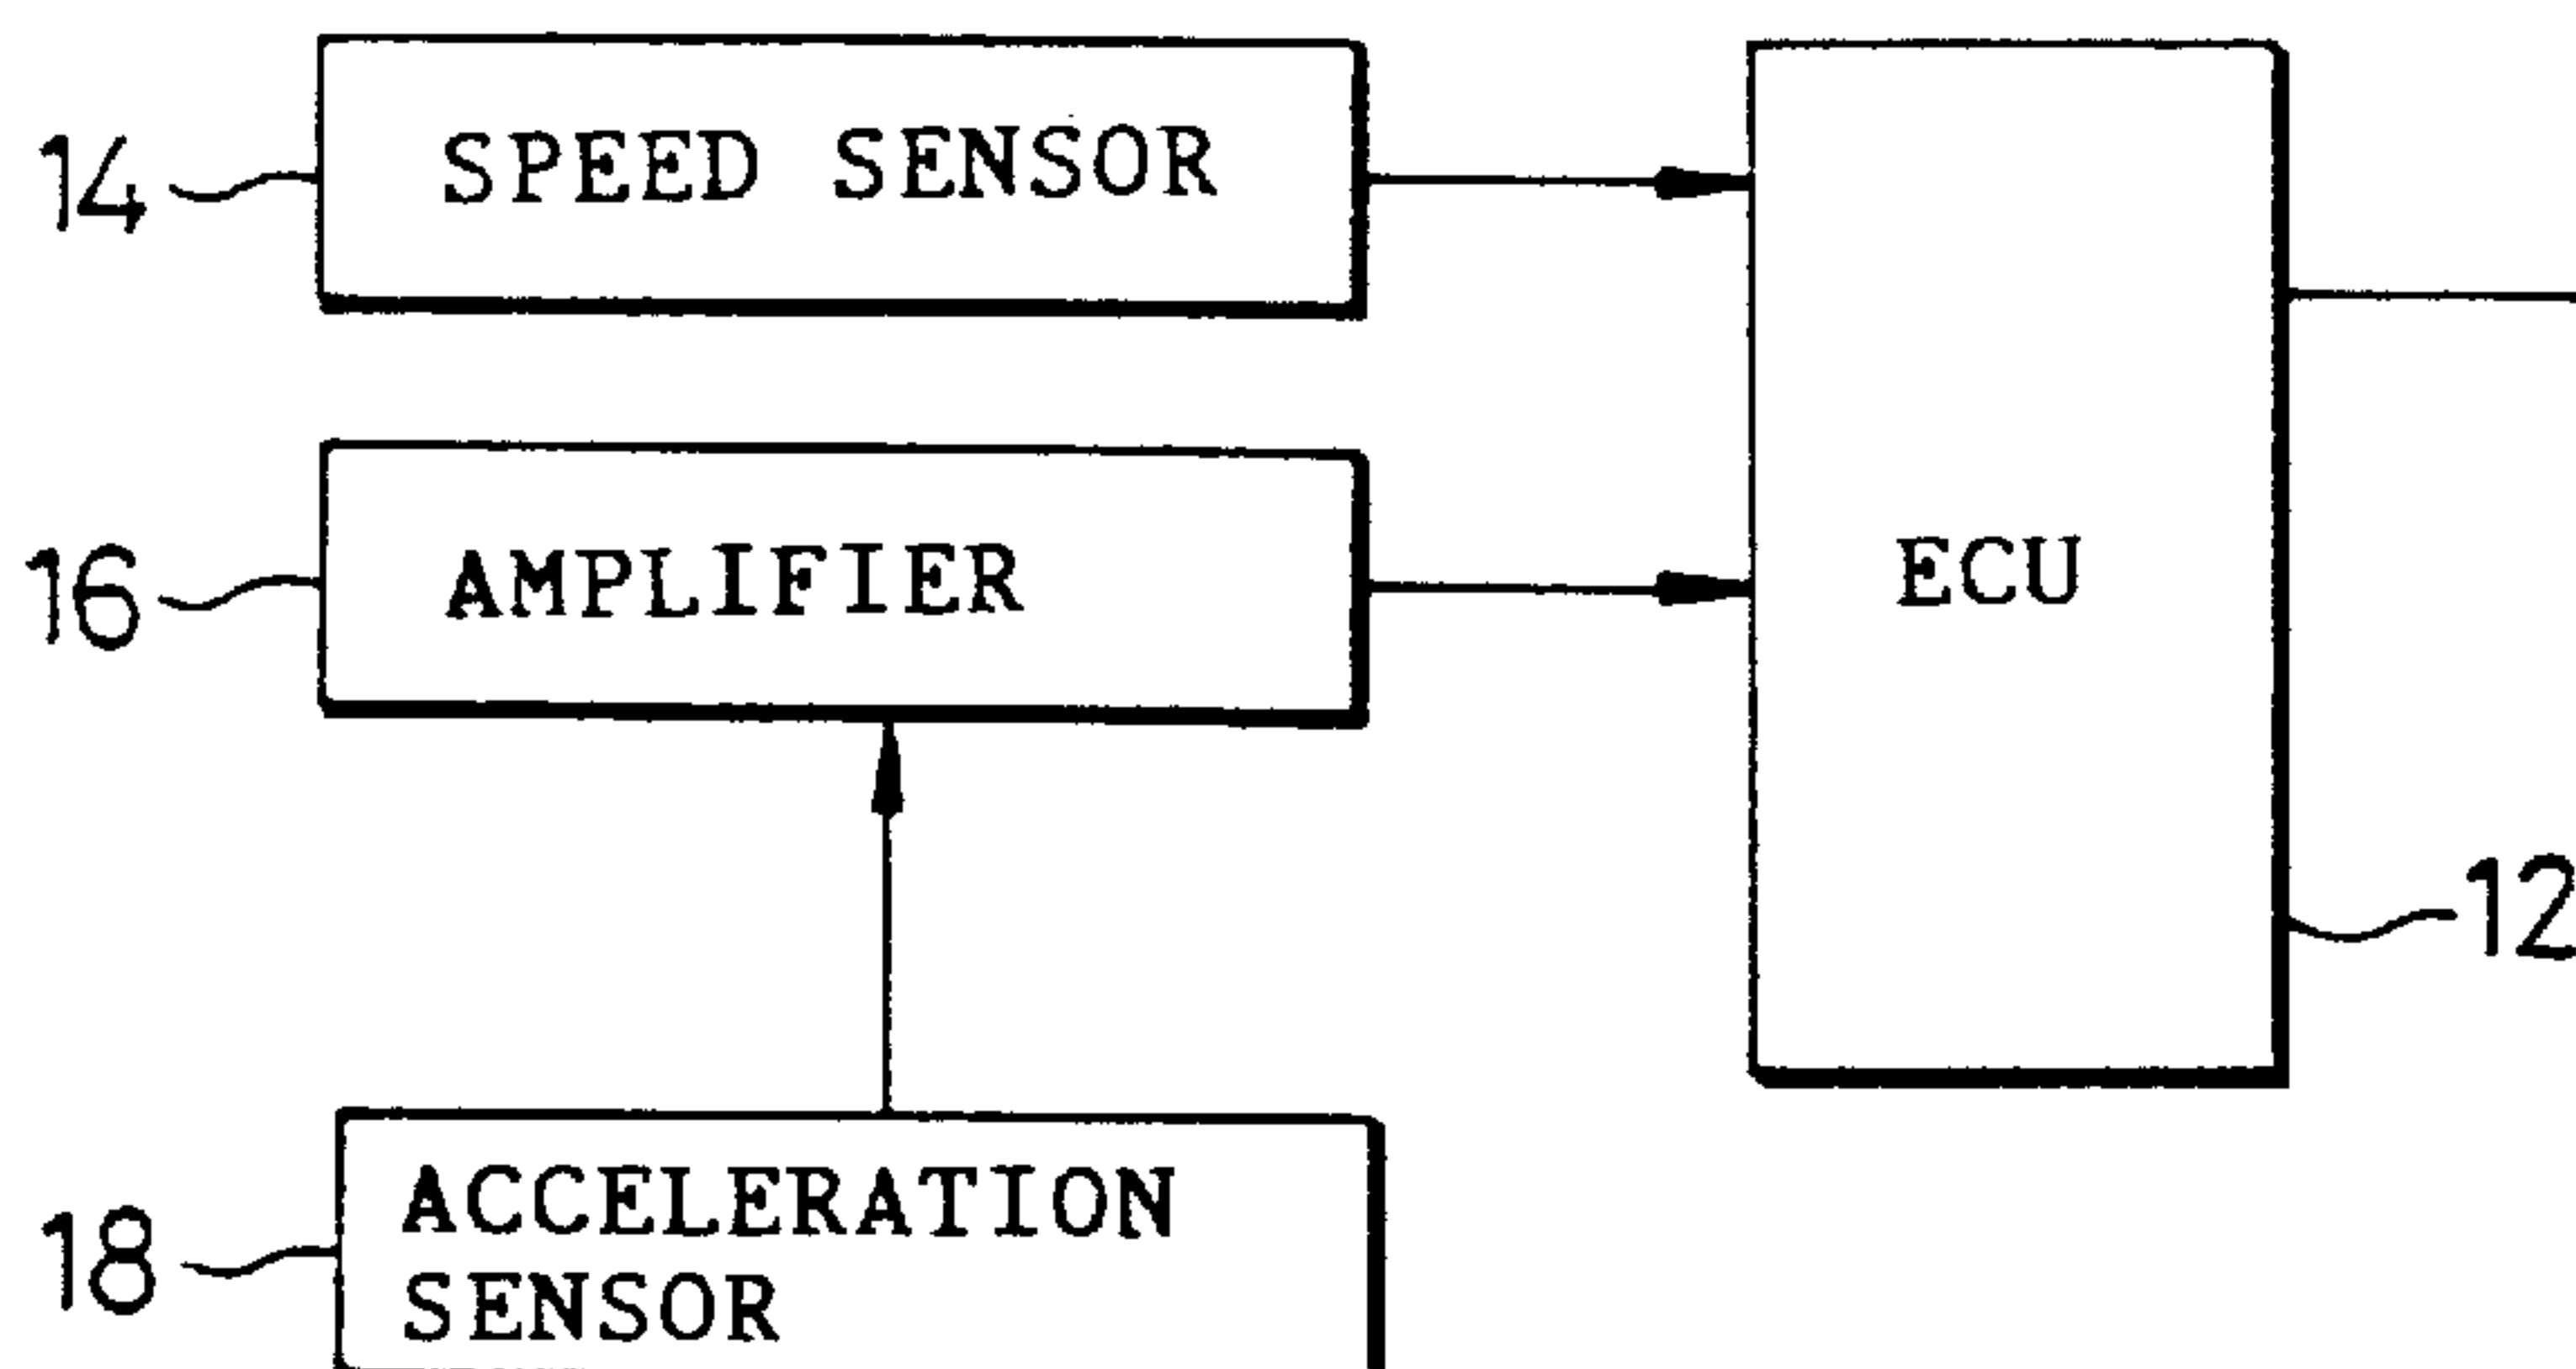 14
SPEED SENSOR
16
AMPLIFIER
ECU
12
18
ACCELERATION
SENSOR